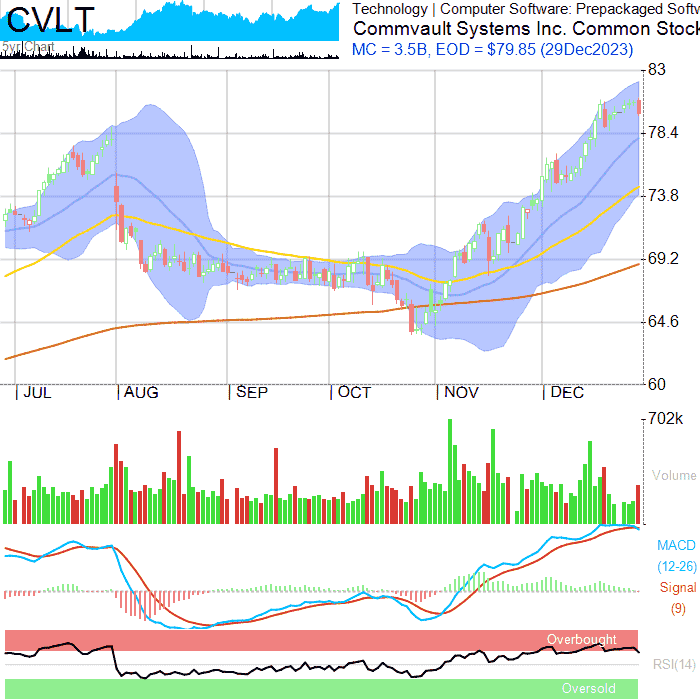 CVLT
5yr Chart
Technology | Computer Software: Prepackaged Softw
Commvault Systems Inc. Common Stock
MC = 3.5B, EOD = $79.85 (29Dec2023)
83
78.4
73.8
69.2
64.6
60
JUL AUG SEP OCT NOV DEC
702k
Volume
MACD
(12-26)
Signal
(9)
Overbought
RSI(14)
Oversold